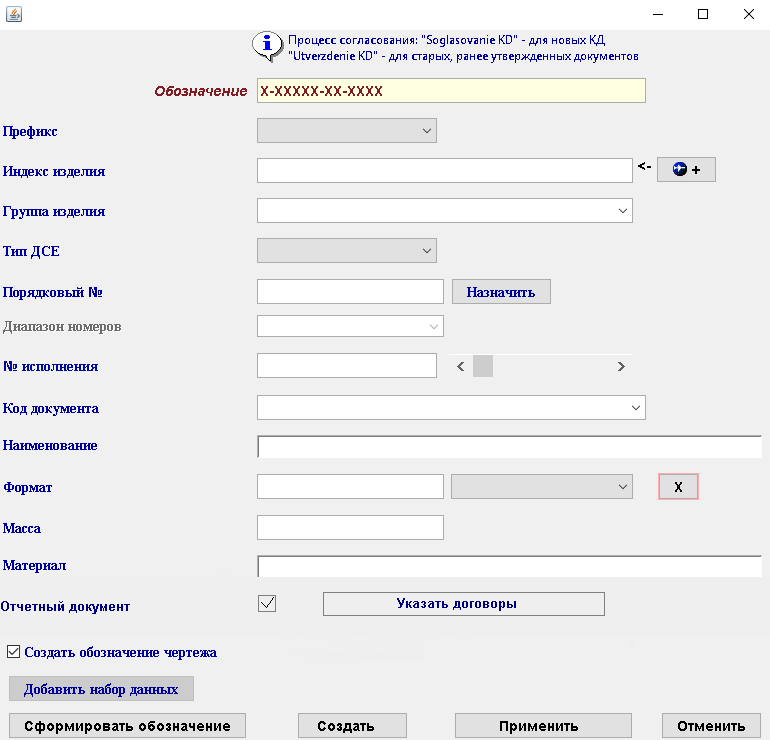 Процесс согласования: "Soglasovanie KD" - для новых КД
"Utverzdenie KD" - для старых, ранее утвержденных документов
Обозначение X-XXXXX-XX-XXXX
Префикс
Индекс изделия <- +
Группа изделия
Тип ДСЕ
Порядковый № Назначить
Диапазон номеров
№ исполнения
Код документа
Наименование
Формат X
Масса
Материал
Отчетный документ Указать договоры
Создать обозначение чертежа
Добавить набор данных
Сформировать обозначение Создать Применить Отменить